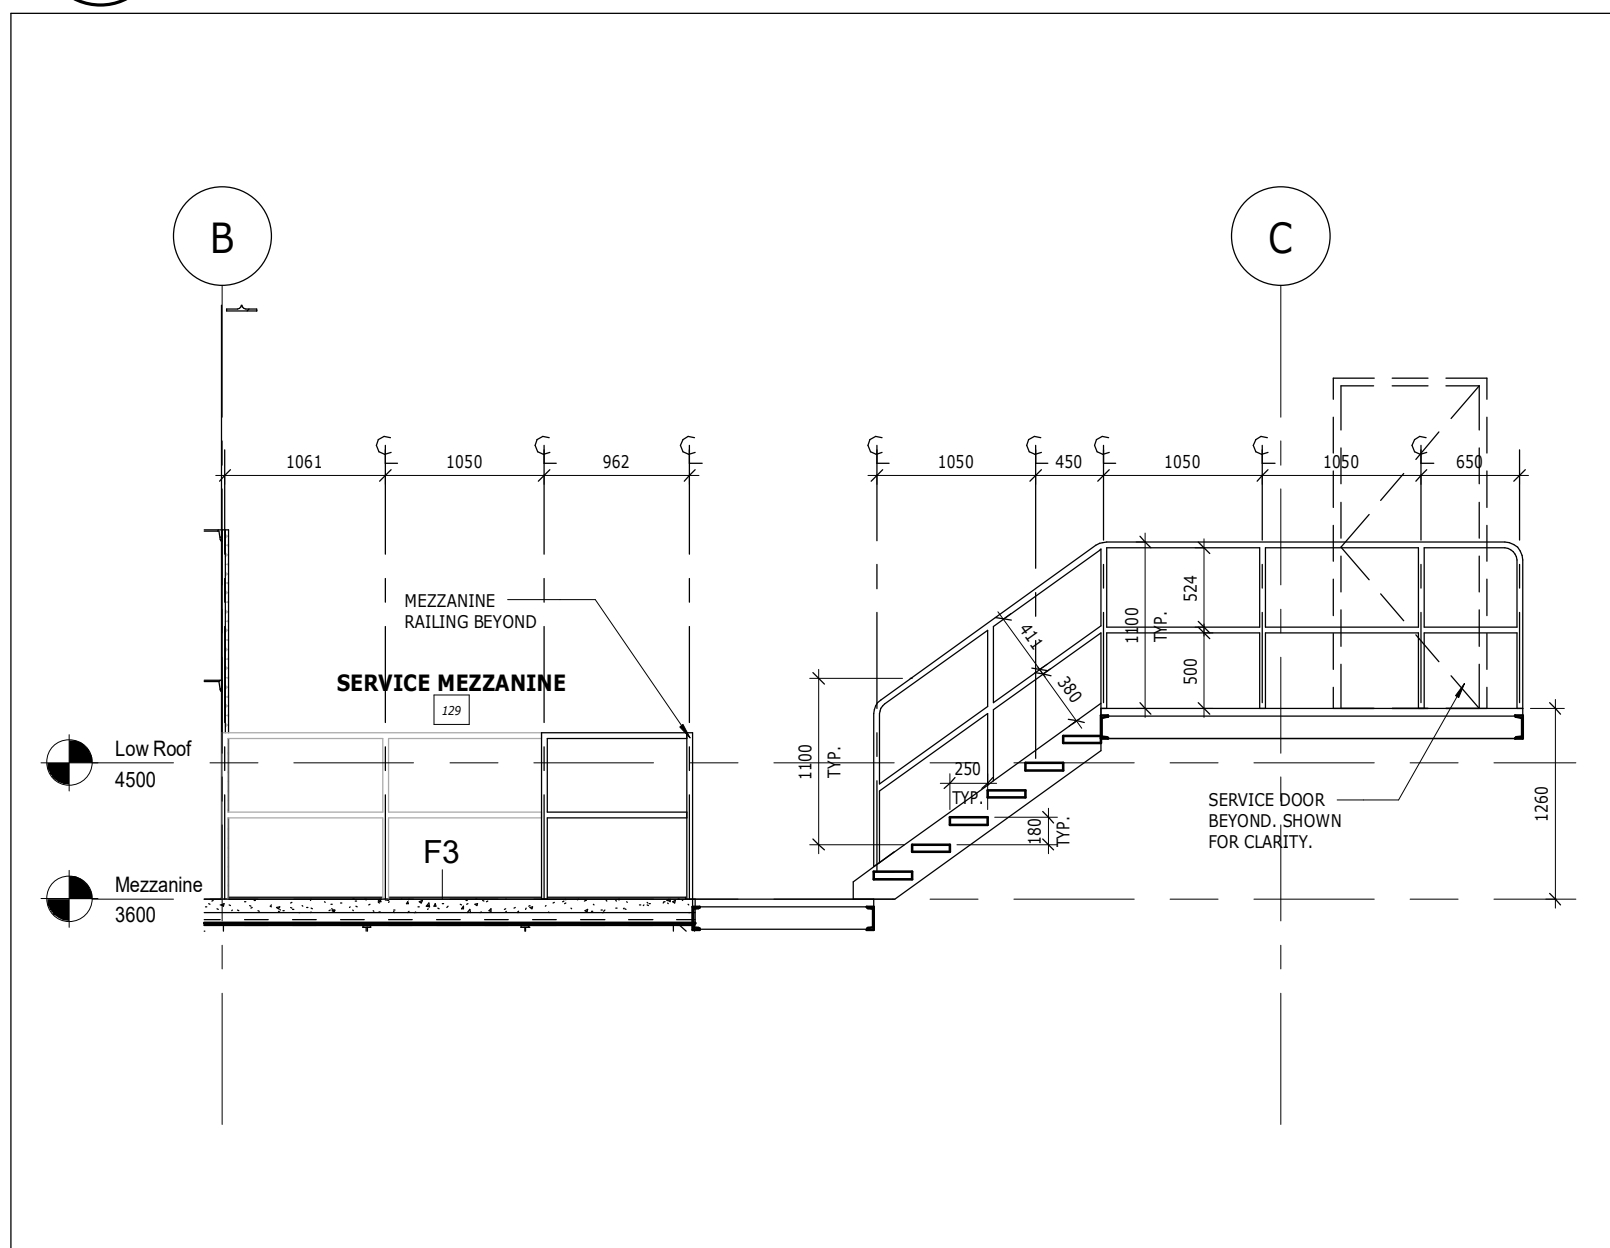 B
C
1061
1050
962
1050
450
1050
1050
650
MEZZANINE
RAILING BEYOND
SERVICE MEZZANINE
129
Low Roof
4500
F3
Mezzanine
3600
1100
TYP.
411
380
250
TYP.
180
TYP.
1100
TYP.
524
500
SERVICE DOOR
BEYOND. SHOWN
FOR CLARITY.
1260